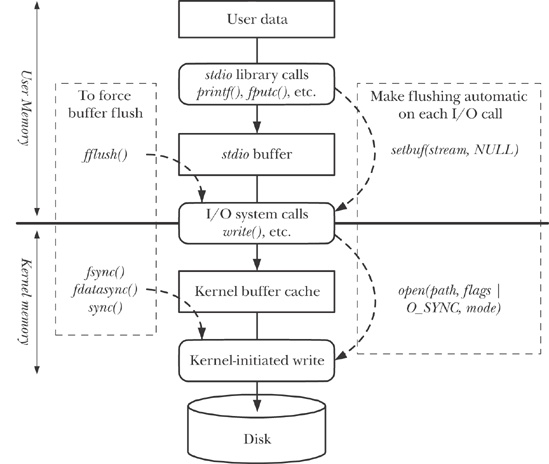 User data
User Memory
stdio library calls
printf(), fputc(), etc.
To force
buffer flush
Make flushing automatic
on each I/O call
fflush()
stdio buffer
setbuf(stream, NULL)
I/O system calls
write(), etc.
Kernel memory
fsync()
fdatasync()
sync()
Kernel buffer cache
open(path, flags |
O_SYNC, mode)
Kernel-initiated write
Disk